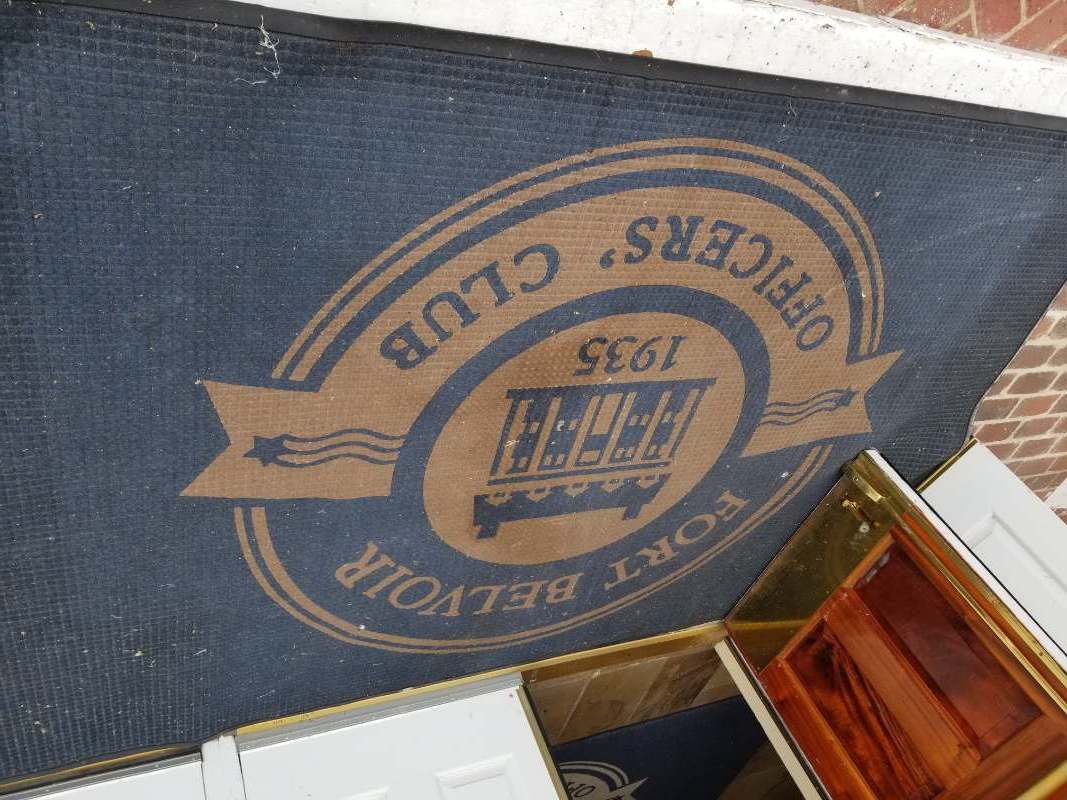 FORT BELVOIR
1935
OFFICERS' CLUB